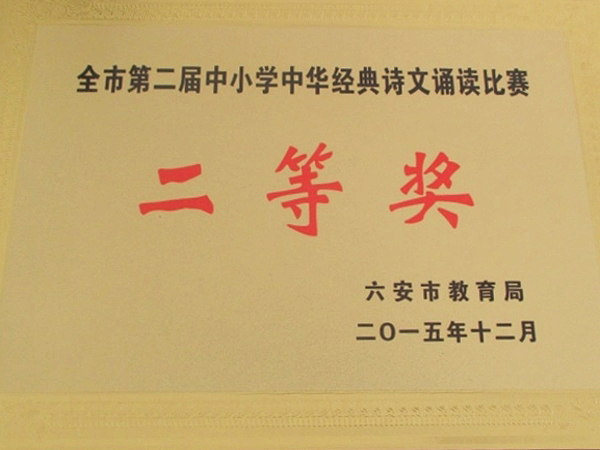 全市第二届中小学中华经典诗文诵读比赛
二等奖
六安市教育局
二〇一五年十二月